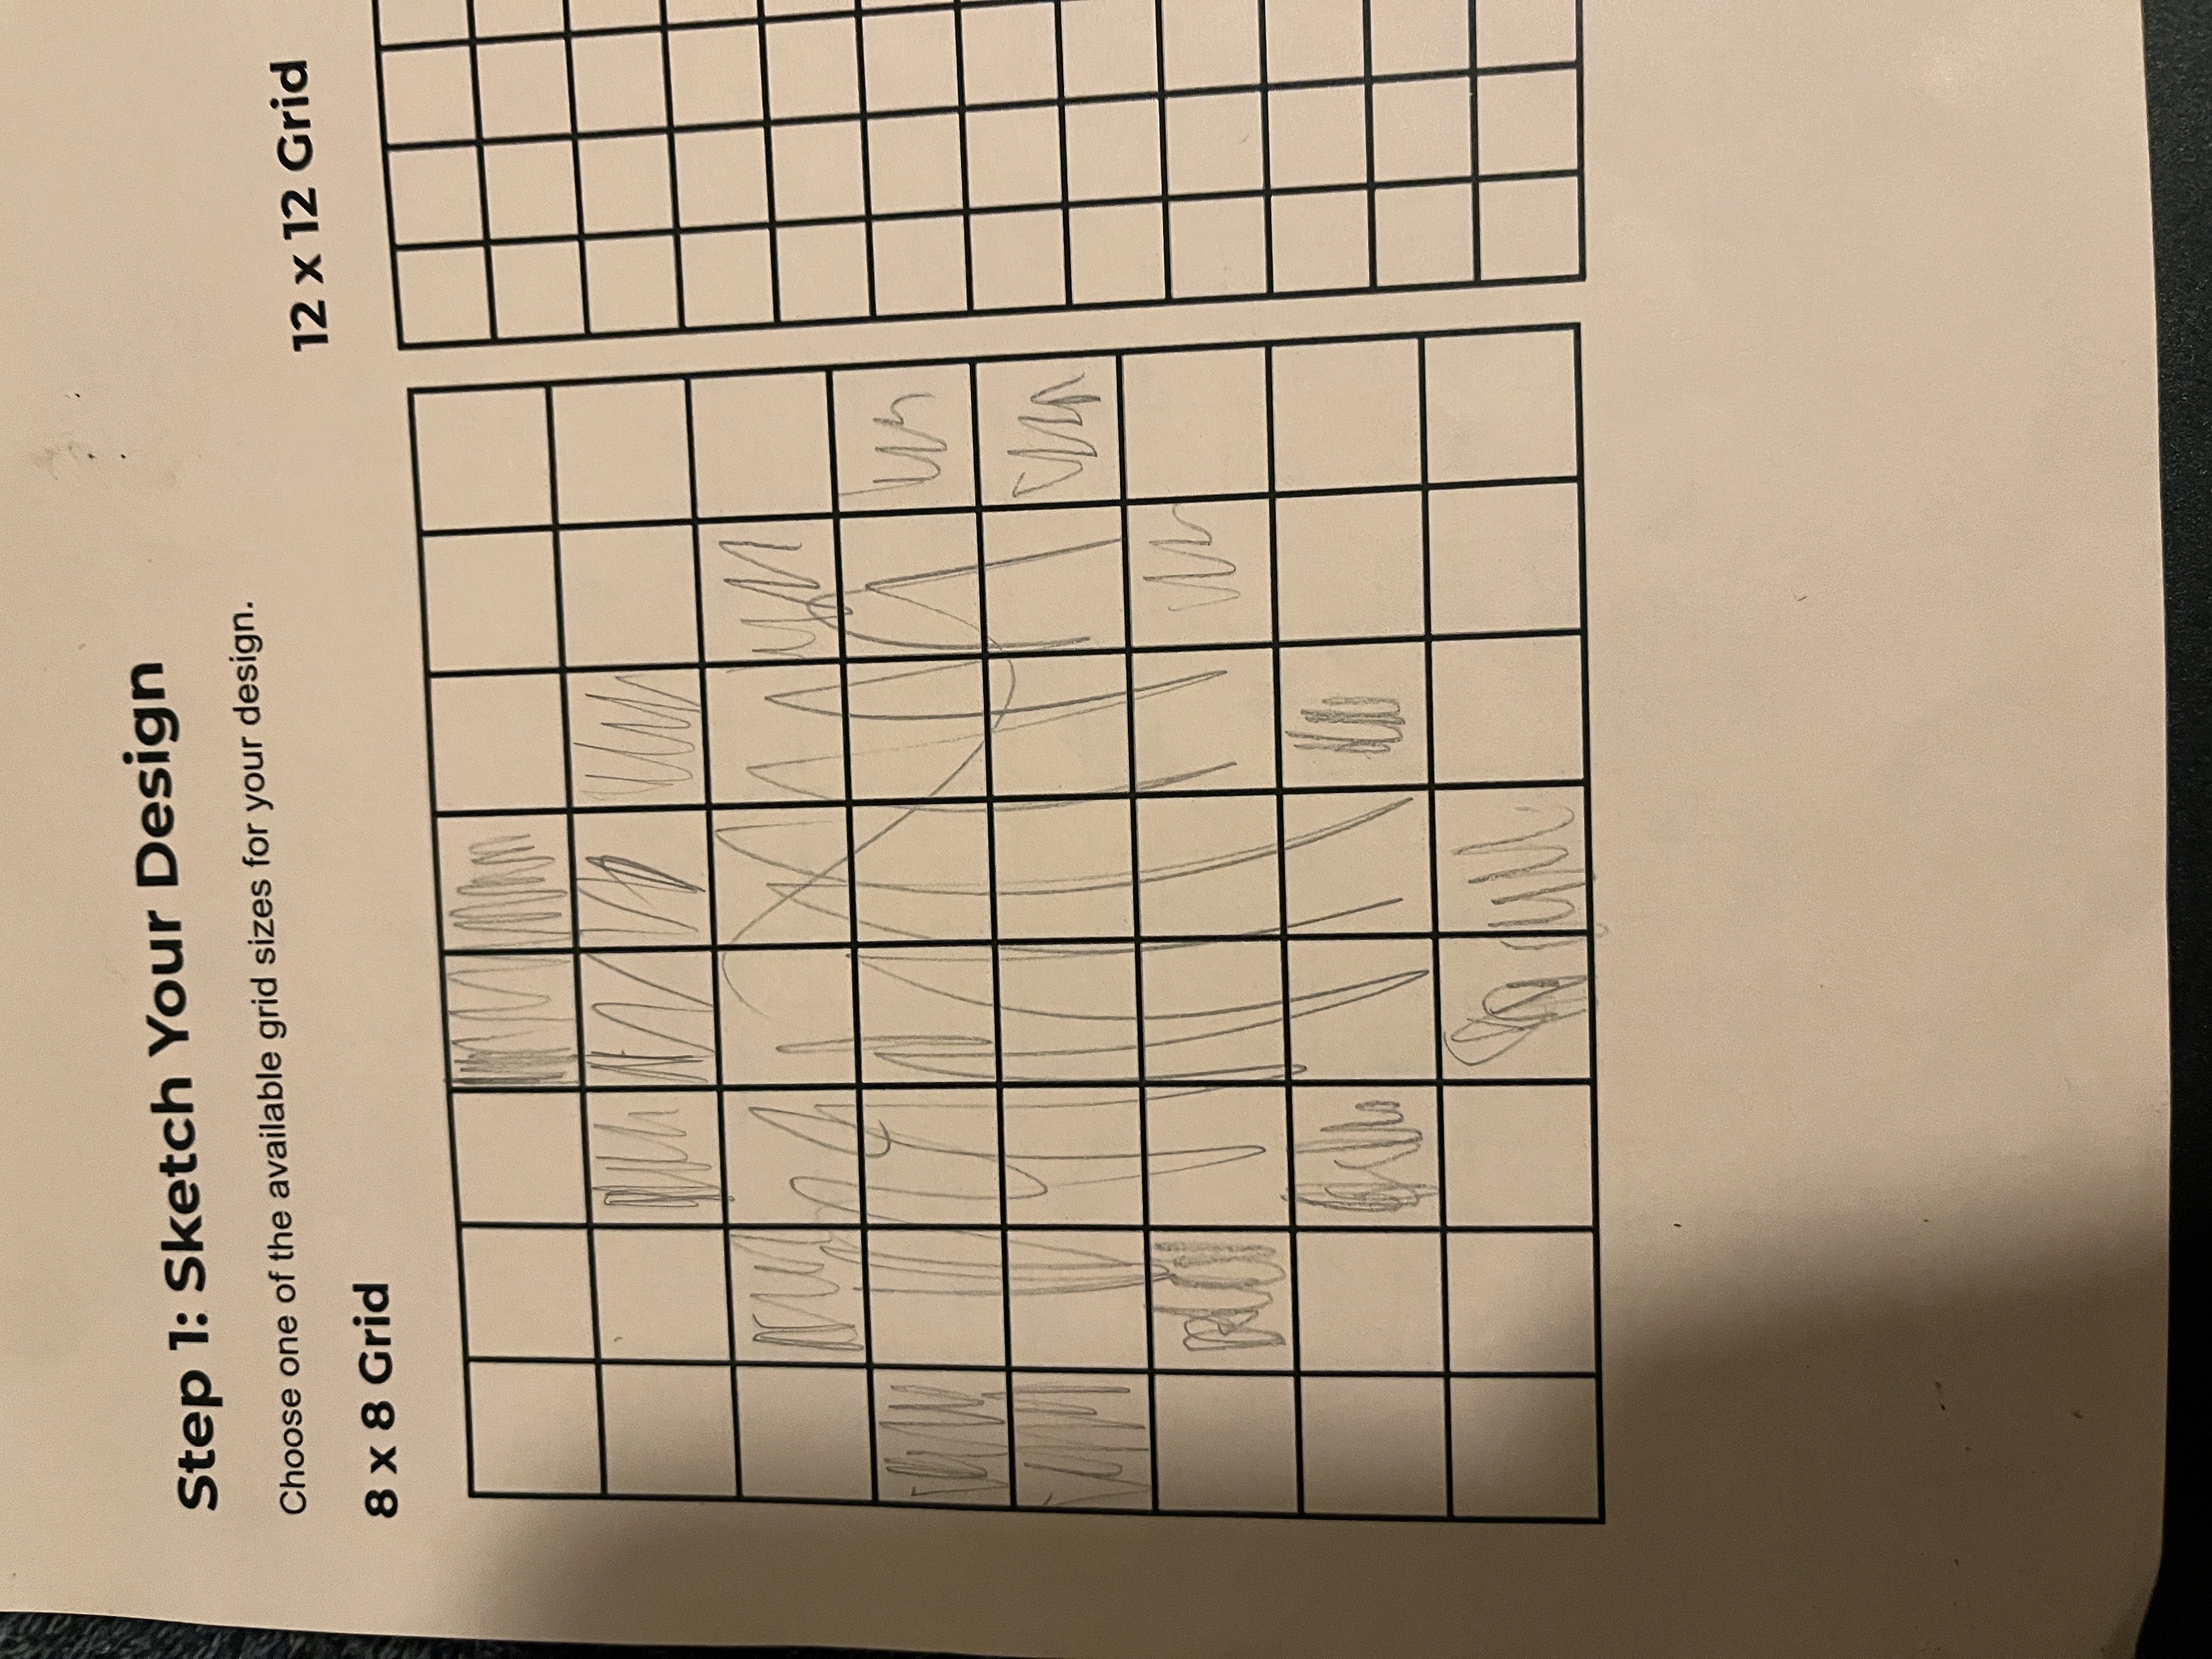 Step 1: Sketch Your Design
Choose one of the available grid sizes for your design.
8 x 8 Grid
12 x 12 Grid